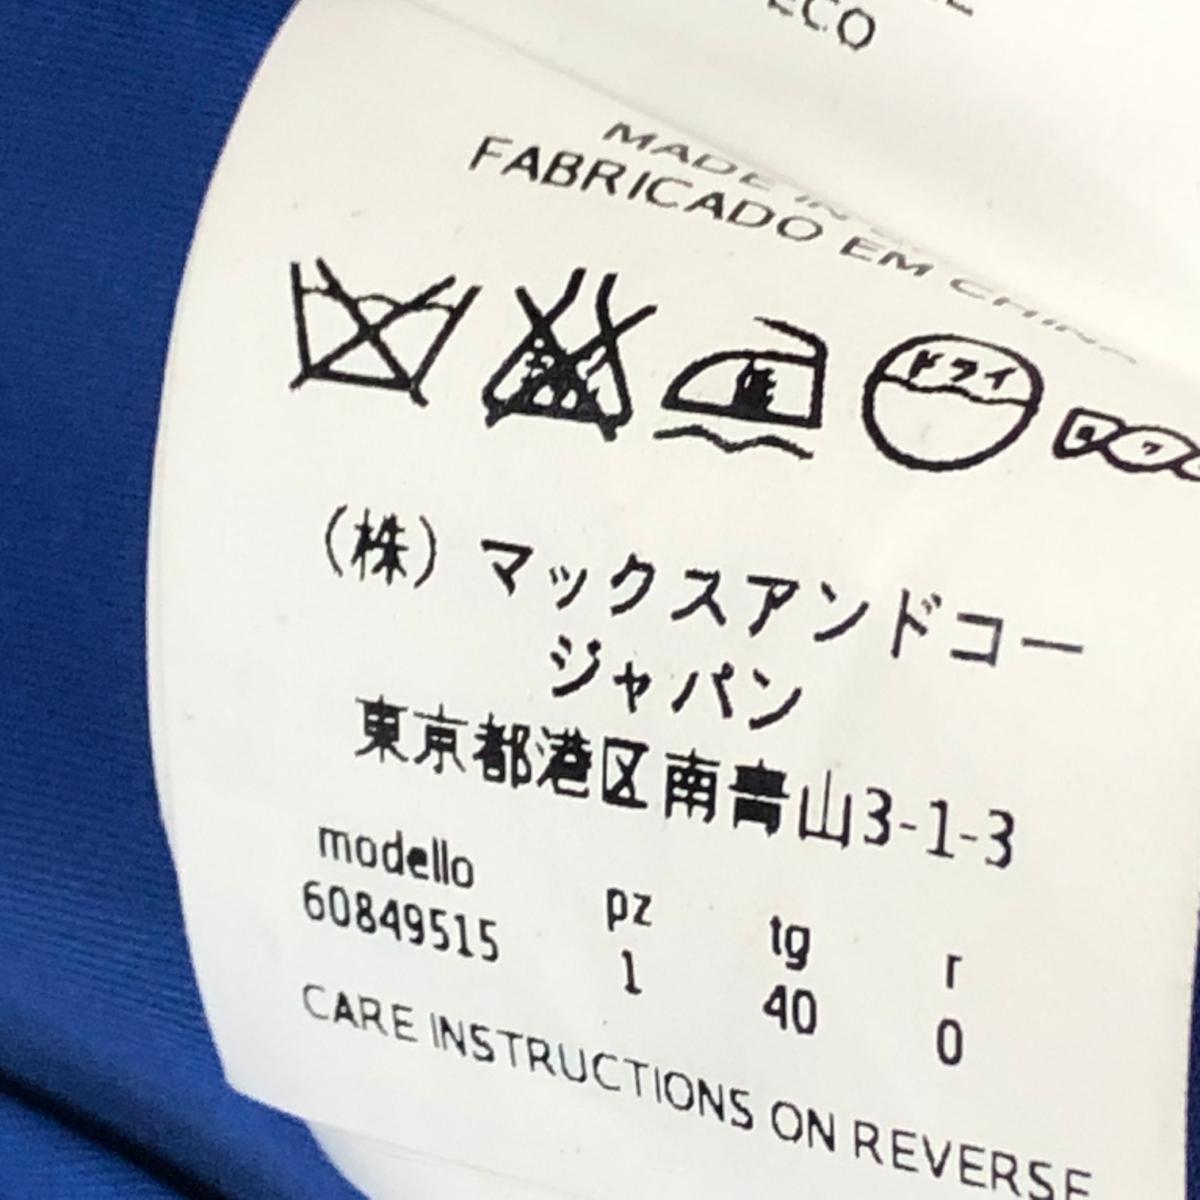 ECO
MADE IN
FABRICADO EM CHINA
ドライ
(株) マックスアンドコー
ジャパン
東京都港区南青山3-1-3
modello pz tg r
60849515 1 40 0
CARE INSTRUCTIONS ON REVERSE